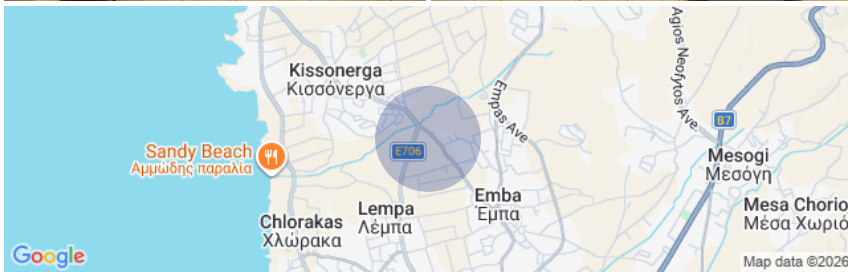 Kissonerga
Κισσόνεργα
Agios Neofytos Ave.
Empas Ave
B7
E706
Sandy Beach
Αμμώδης παραλία
Mesogi
Μεσόγη
Emba
Έμπα
Lempa
Λέμπα
Chlorakas
Χλώρακα
Mesa Chorio
Μέσα Χωριό
Google
Map data ©2026